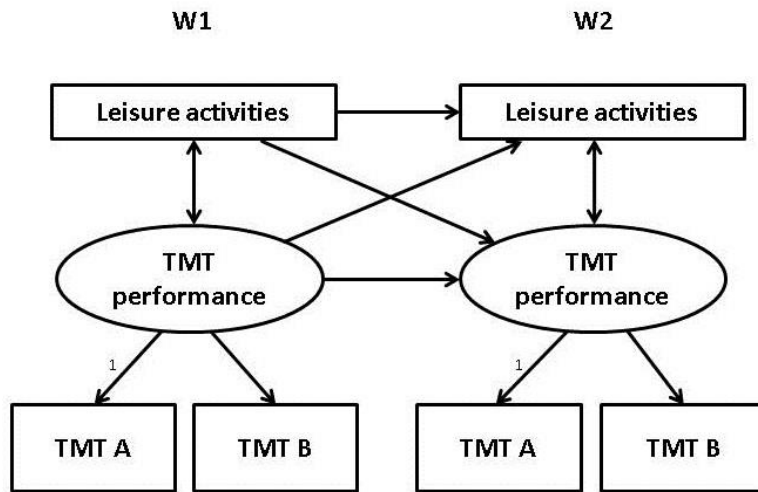 W1 W2
Leisure activities Leisure activities
TMT performance TMT performance
1 1
TMT A TMT B TMT A TMT B